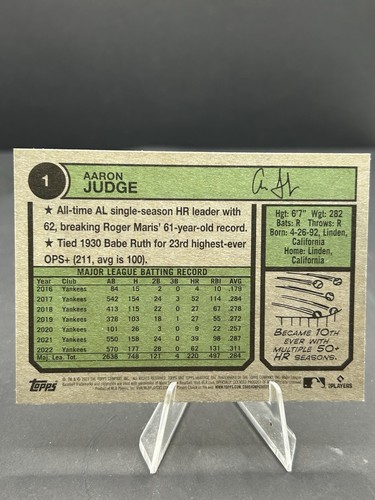 1
AARON
JUDGE
★ All-time AL single-season HR leader with
62, breaking Roger Maris' 61-year-old record.
★ Tied 1930 Babe Ruth for 23rd highest-ever
OPS+ (211, avg is 100).
Hgt: 6'7" Wgt: 282
Bats: R Throws: R
Born: 4-26-92, Linden,
California
Home: Linden,
California
MAJOR LEAGUE BATTING RECORD
Year Club AB H 2B 3B HR RBI AVG
2016 Yankees 84 15 2 0 4 10 .179
2017 Yankees 542 154 24 3 52 114 .284
2018 Yankees 413 115 22 0 27 67 .278
2019 Yankees 378 103 18 1 27 55 .272
2020 Yankees 101 26 3 0 9 22 .257
2021 Yankees 550 158 24 0 39 98 .287
2022 Yankees 570 177 28 0 62 131 .311
Maj. Lea. Tot. 2638 748 121 4 220 497 .284
BECAME 10TH
EVER WITH
MULTIPLE 50+
HR SEASONS.
Topps
PLAYERS